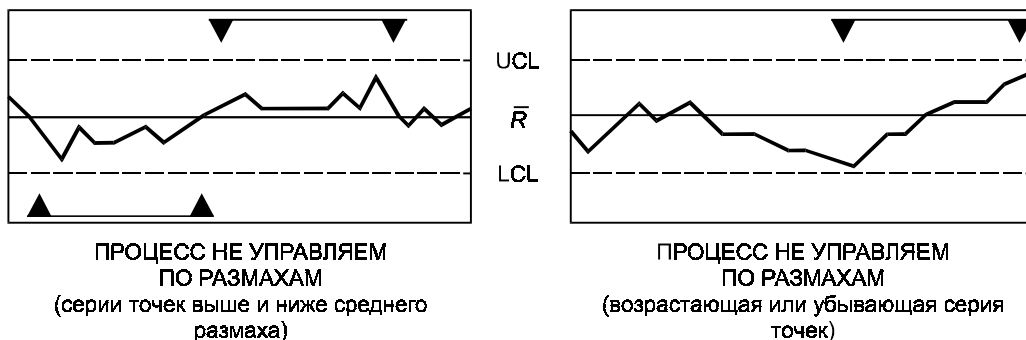 UCL
R̅
LCL
ПРОЦЕСС НЕ УПРАВЛЯЕМ
ПО РАЗМАХАМ
(серии точек выше и ниже среднего
размаха)
ПРОЦЕСС НЕ УПРАВЛЯЕМ
ПО РАЗМАХАМ
(возрастающая или убывающая серия
точек)